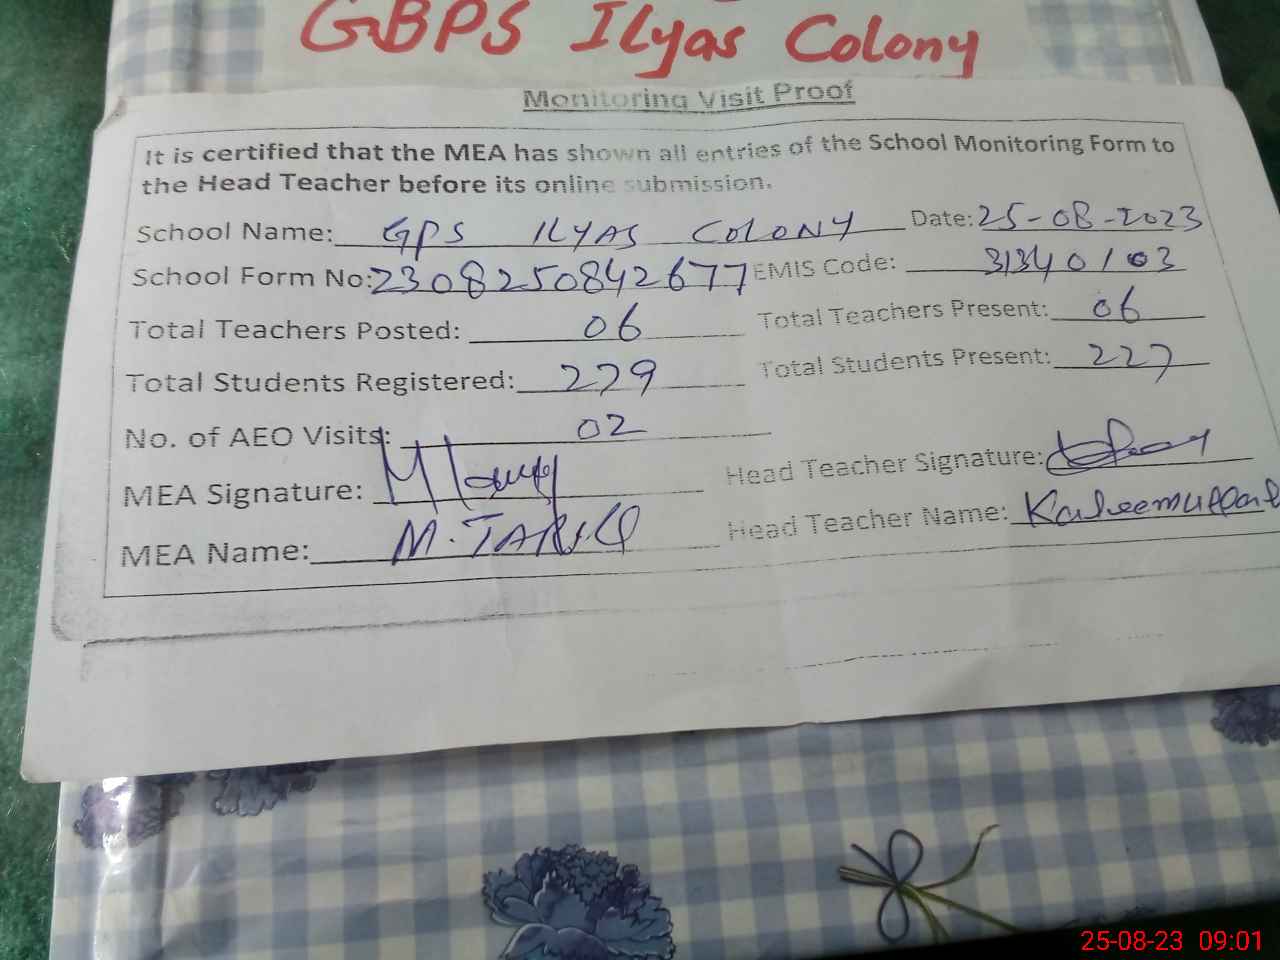 GBPS Ilyas Colony
Monitoring Visit Proof
It is certified that the MEA has shown all entries of the School Monitoring Form to
the Head Teacher before its online submission.
School Name: GPS ILYAS COLONY Date: 25-08-2023
School Form No: 2308250842677 EMIS Code: 31340103
Total Teachers Posted: 06 Total Teachers Present: 06
Total Students Registered: 229 Total Students Present: 227
No. of AEO Visits: 02
MEA Signature: Head Teacher Signature:
MEA Name: M. TARIQ Head Teacher Name: Kaleemullah
25-08-23 09:01